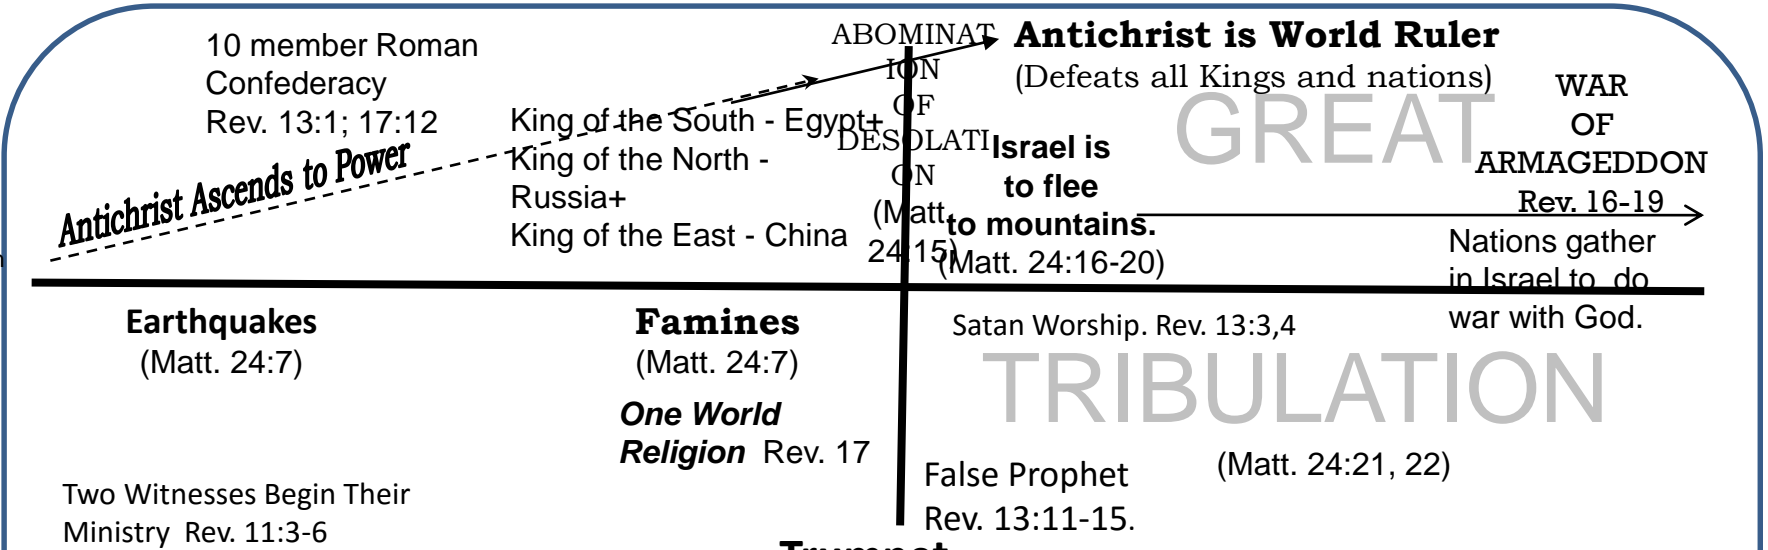 10 member Roman
Confederacy
Rev. 13:1; 17:12
Antichrist Ascends to Power
King of the South - Egypt+
King of the North -
Russia+
King of the East - China
ABOMINAT
ION
OF
DESOLATI
ON
(Matt.
24:15)
Antichrist is World Ruler
(Defeats all Kings and nations)
Israel is
to flee
to mountains.
(Matt. 24:16-20)
GREAT
WAR
OF
ARMAGEDDON
Rev. 16-19
Nations gather
in Israel to do
war with God.
Earthquakes
(Matt. 24:7)
Famines
(Matt. 24:7)
One World
Religion Rev. 17
Two Witnesses Begin Their
Ministry Rev. 11:3-6
Satan Worship. Rev. 13:3,4
TRIBULATION
(Matt. 24:21, 22)
False Prophet
Rev. 13:11-15.
Trumpet